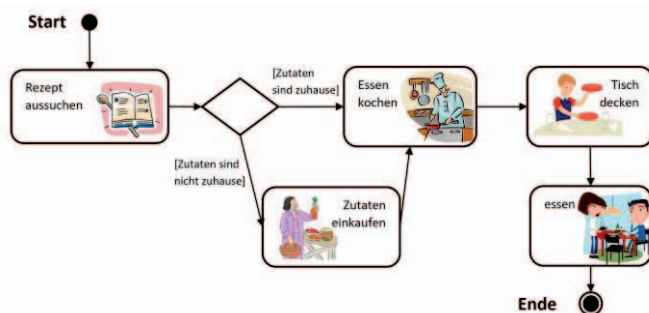 Start
Rezept
aussuchen
[Zutaten
sind zuhause]
Essen
kochen
Tisch
decken
[Zutaten sind
nicht zuhause]
Zutaten
einkaufen
essen
Ende